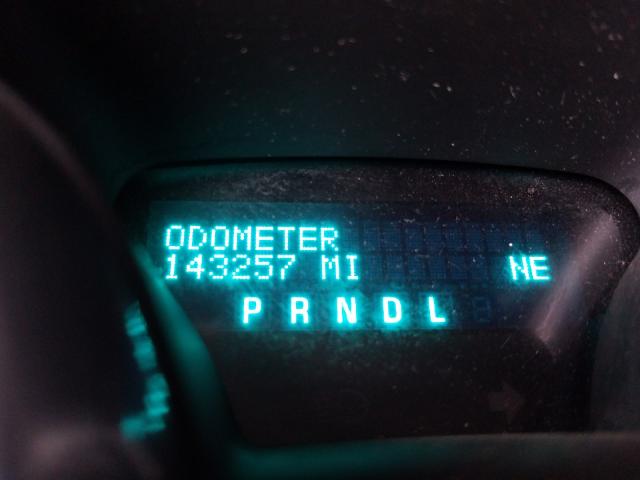 ODOMETER
143257 MI NE
P R N D L